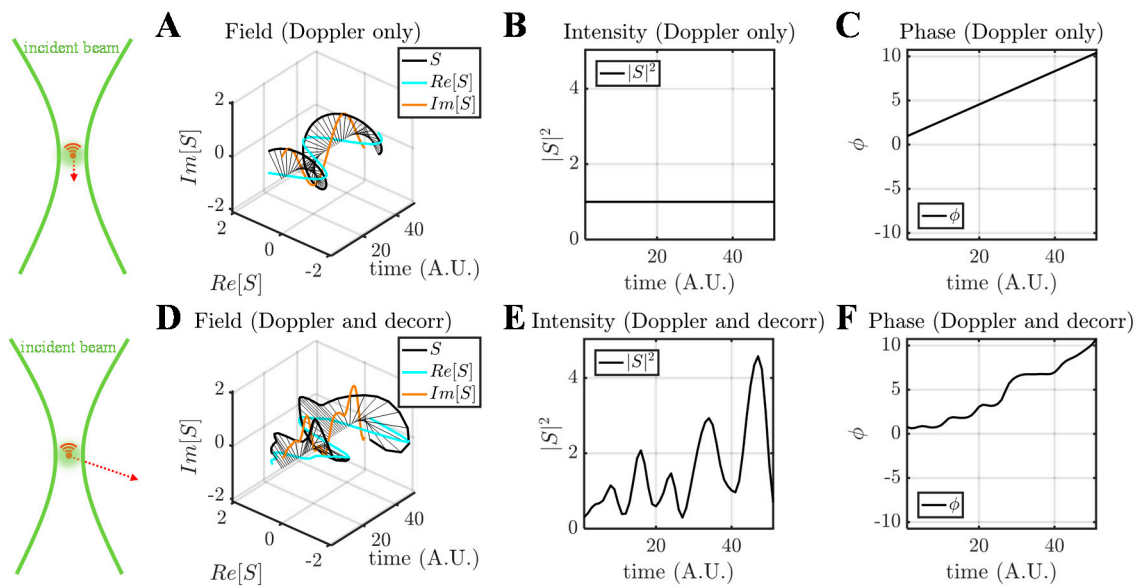 incident beam
A
Field (Doppler only)
S
Re[S]
Im[S]
2
0
-2
Im[S]
2
0
-2
Re[S]
20
40
time (A.U.)
B
Intensity (Doppler only)
|S|²
4
2
0
|S|²
20
40
time (A.U.)
C
Phase (Doppler only)
10
5
0
-5
-10
ϕ
ϕ
20
40
time (A.U.)
incident beam
D
Field (Doppler and decorr)
S
Re[S]
Im[S]
2
0
-2
Im[S]
2
0
-2
Re[S]
20
40
time (A.U.)
E
Intensity (Doppler and decorr)
|S|²
4
2
0
|S|²
20
40
time (A.U.)
F
Phase (Doppler and decorr)
10
5
0
-5
-10
ϕ
ϕ
20
40
time (A.U.)